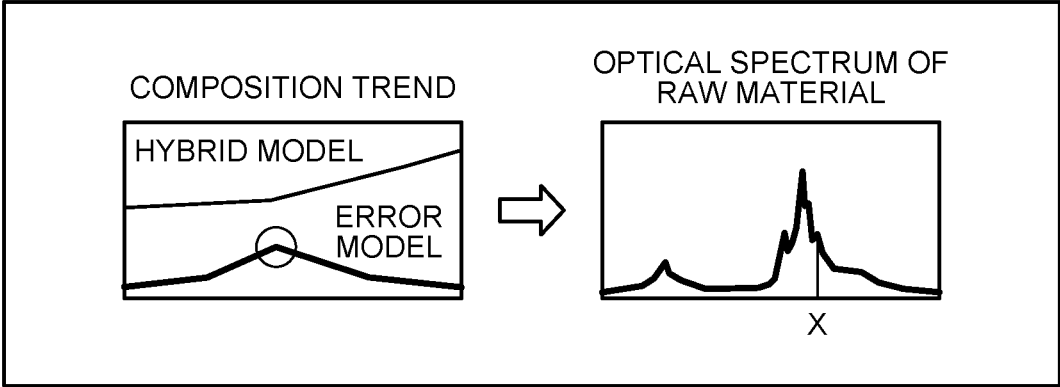 COMPOSITION TREND
HYBRID MODEL
ERROR
MODEL
OPTICAL SPECTRUM OF
RAW MATERIAL
X